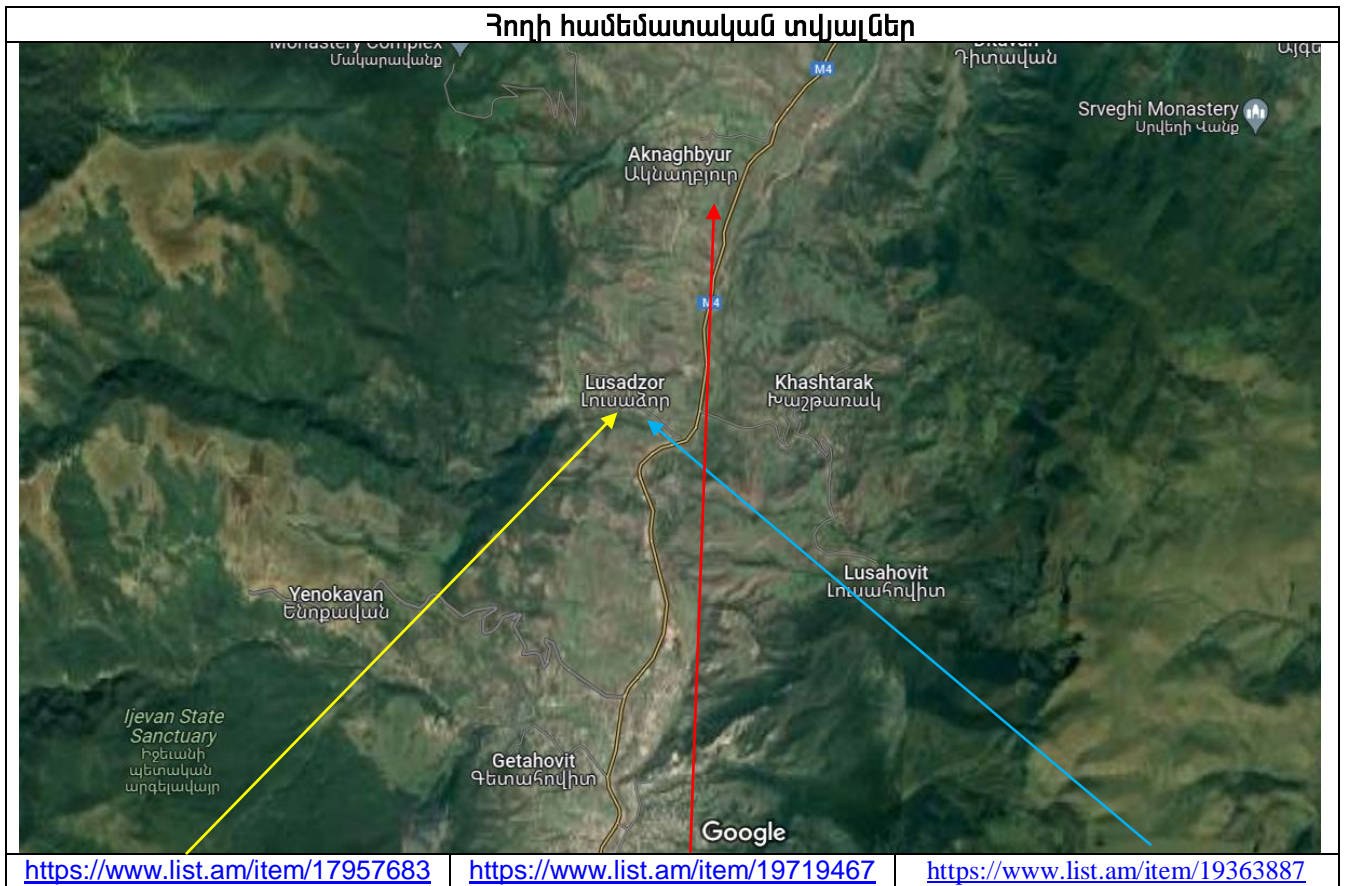 Հողի համեմատական տվյալներ
Monastery Complex
Մակարավանք
M4
Ditavan
Դիտավան
Srveghi Monastery
Սրվեղի Վանք
Aknaghbyur
Ակնաղբյուր
M4
Lusadzor
Լուսաձոր
Khashtarak
Խաշթառակ
Lusahovit
Լուսահովիտ
Yenokavan
Ենոքավան
Ijevan State
Sanctuary
Իջեւանի
պետական
արգելավայր
Getahovit
Գետահովիտ
Google
https://www.list.am/item/17957683
https://www.list.am/item/19719467
https://www.list.am/item/19363887